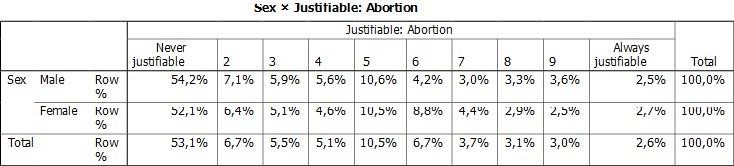 Sex × Justifiable: Abortion
Justifiable: Abortion
Never justifiable 2 3 4 5 6 7 8 9 Always justifiable Total
Sex Male Row % 54,2% 7,1% 5,9% 5,6% 10,6% 4,2% 3,0% 3,3% 3,6% 2,5% 100,0%
Female Row % 52,1% 6,4% 5,1% 4,6% 10,5% 8,8% 4,4% 2,9% 2,5% 2,7% 100,0%
Total Row % 53,1% 6,7% 5,5% 5,1% 10,5% 6,7% 3,7% 3,1% 3,0% 2,6% 100,0%